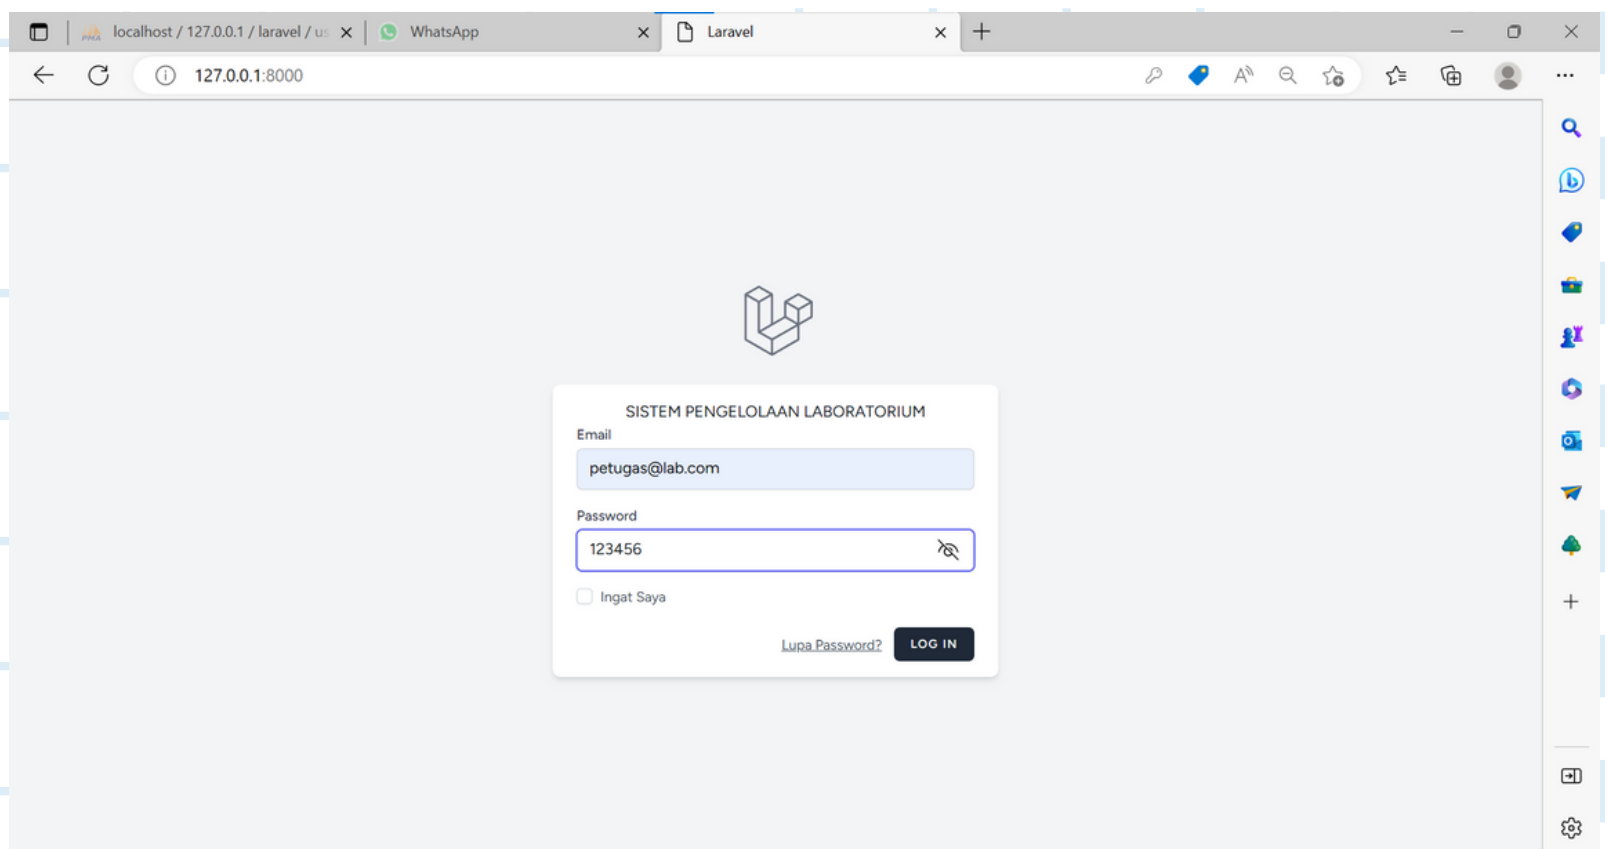 localhost / 127.0.0.1 / laravel / us
WhatsApp
Laravel
127.0.0.1:8000
SISTEM PENGELOLAAN LABORATORIUM
Email
petugas@lab.com
Password
123456
Ingat Saya
Lupa Password?
LOG IN